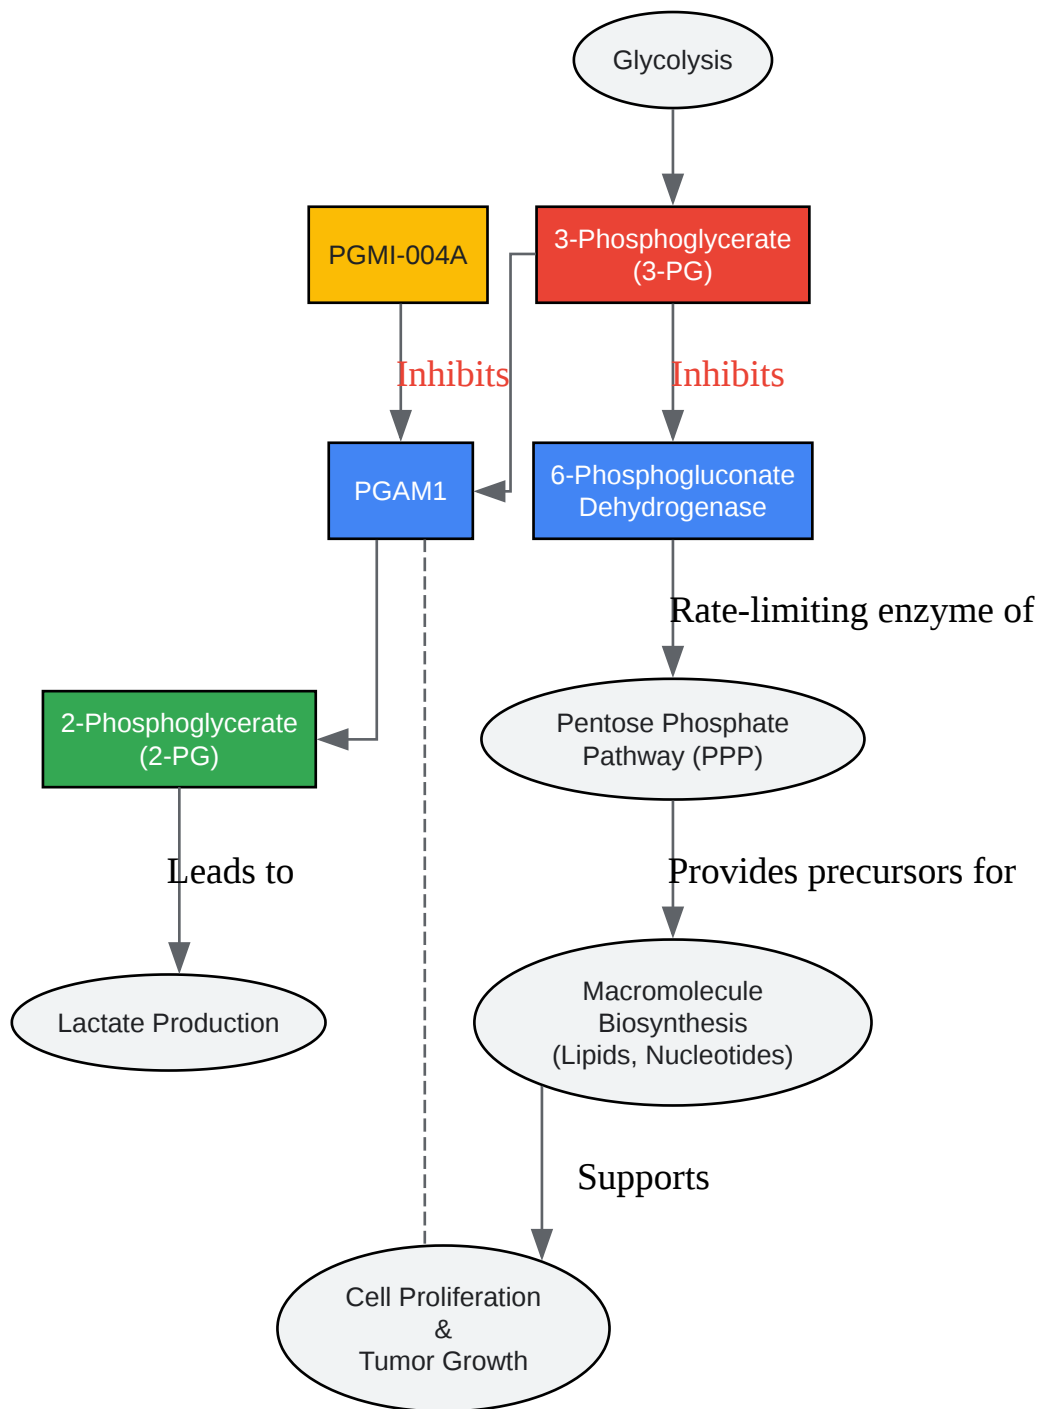 Glycolysis
PGMI-004A
3-Phosphoglycerate
(3-PG)
Inhibits
Inhibits
PGAM1
6-Phosphogluconate
Dehydrogenase
Rate-limiting enzyme of
2-Phosphoglycerate
(2-PG)
Pentose Phosphate
Pathway (PPP)
Leads to
Provides precursors for
Lactate Production
Macromolecule
Biosynthesis
(Lipids, Nucleotides)
Supports
Cell Proliferation
&
Tumor Growth